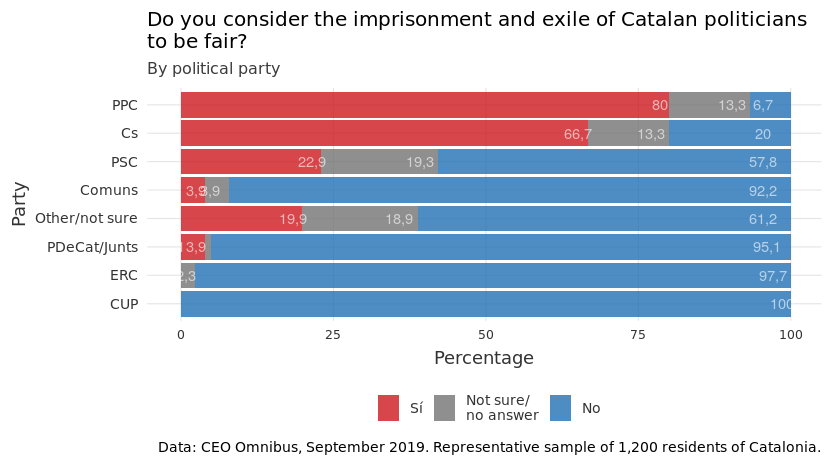 Do you consider the imprisonment and exile of Catalan politicians
to be fair?
By political party
Party
PPC 80 13,3 6,7
Cs 66,7 13,3 20
PSC 22,9 19,3 57,8
Comuns 3,9 3,9 92,2
Other/not sure 19,9 18,9 61,2
PDeCat/Junts 3,9 95,1
ERC 2,3 97,7
CUP 100
0 25 50 75 100
Percentage
Sí Not sure/ No
no answer
Data: CEO Omnibus, September 2019. Representative sample of 1,200 residents of Catalonia.